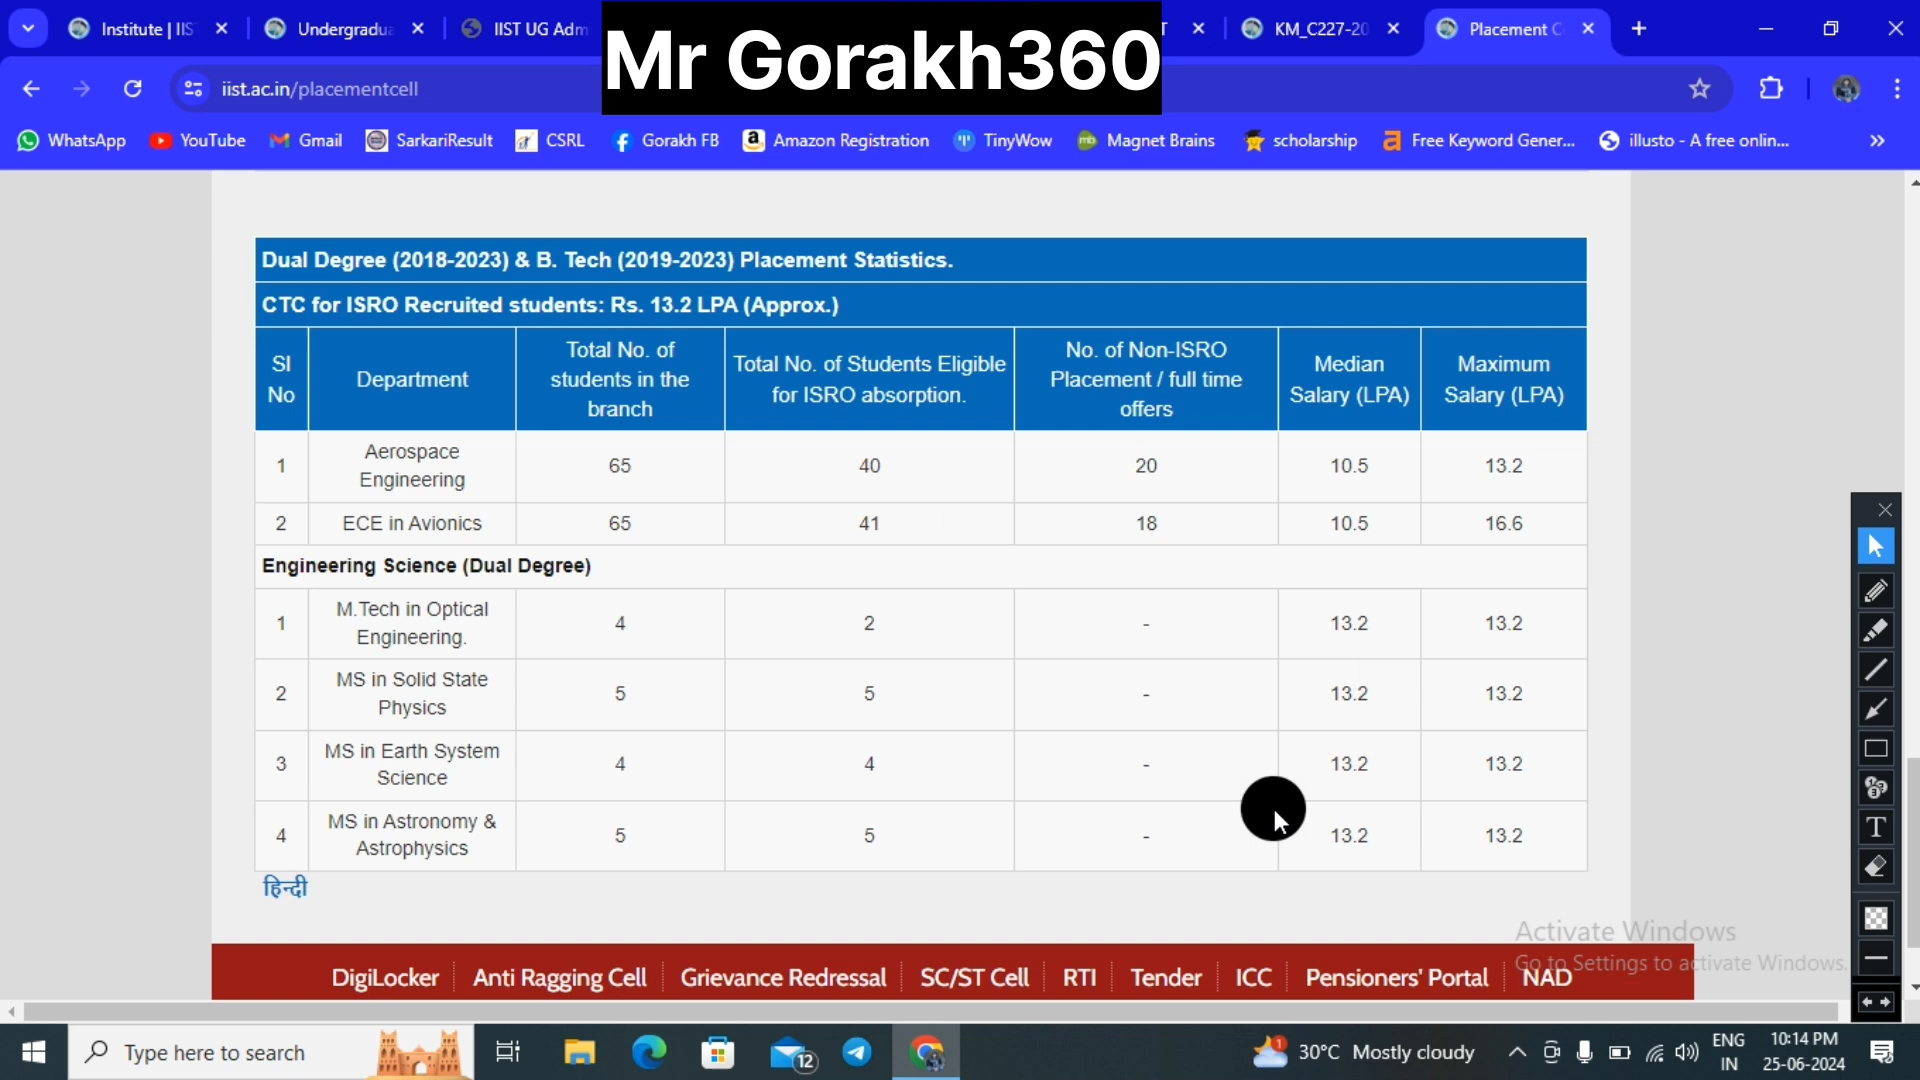 Institute | IIS
Undergradua
IIST UG Adm
Mr Gorakh360
KM_C227-20
Placement C
iist.ac.in/placementcell
WhatsApp
YouTube
Gmail
SarkariResult
CSRL
Gorakh FB
Amazon Registration
TinyWow
Magnet Brains
scholarship
Free Keyword Gener...
illusto - A free onlin...
Dual Degree (2018-2023) & B. Tech (2019-2023) Placement Statistics.
CTC for ISRO Recruited students: Rs. 13.2 LPA (Approx.)
Sl
No
Department
Total No. of
students in the
branch
Total No. of Students Eligible
for ISRO absorption.
No. of Non-ISRO
Placement / full time
offers
Median
Salary (LPA)
Maximum
Salary (LPA)
1
Aerospace
Engineering
65
40
20
10.5
13.2
2
ECE in Avionics
65
41
18
10.5
16.6
Engineering Science (Dual Degree)
1
M.Tech in Optical
Engineering.
4
2
-
13.2
13.2
2
MS in Solid State
Physics
5
5
-
13.2
13.2
3
MS in Earth System
Science
4
4
-
13.2
13.2
4
MS in Astronomy &
Astrophysics
5
5
-
13.2
13.2
हिन्दी
Activate Windows
Go to Settings to activate Windows.
DigiLocker
Anti Ragging Cell
Grievance Redressal
SC/ST Cell
RTI
Tender
ICC
Pensioners' Portal
NAD
Type here to search
12
1
30°C Mostly cloudy
ENG
IN
10:14 PM
25-06-2024